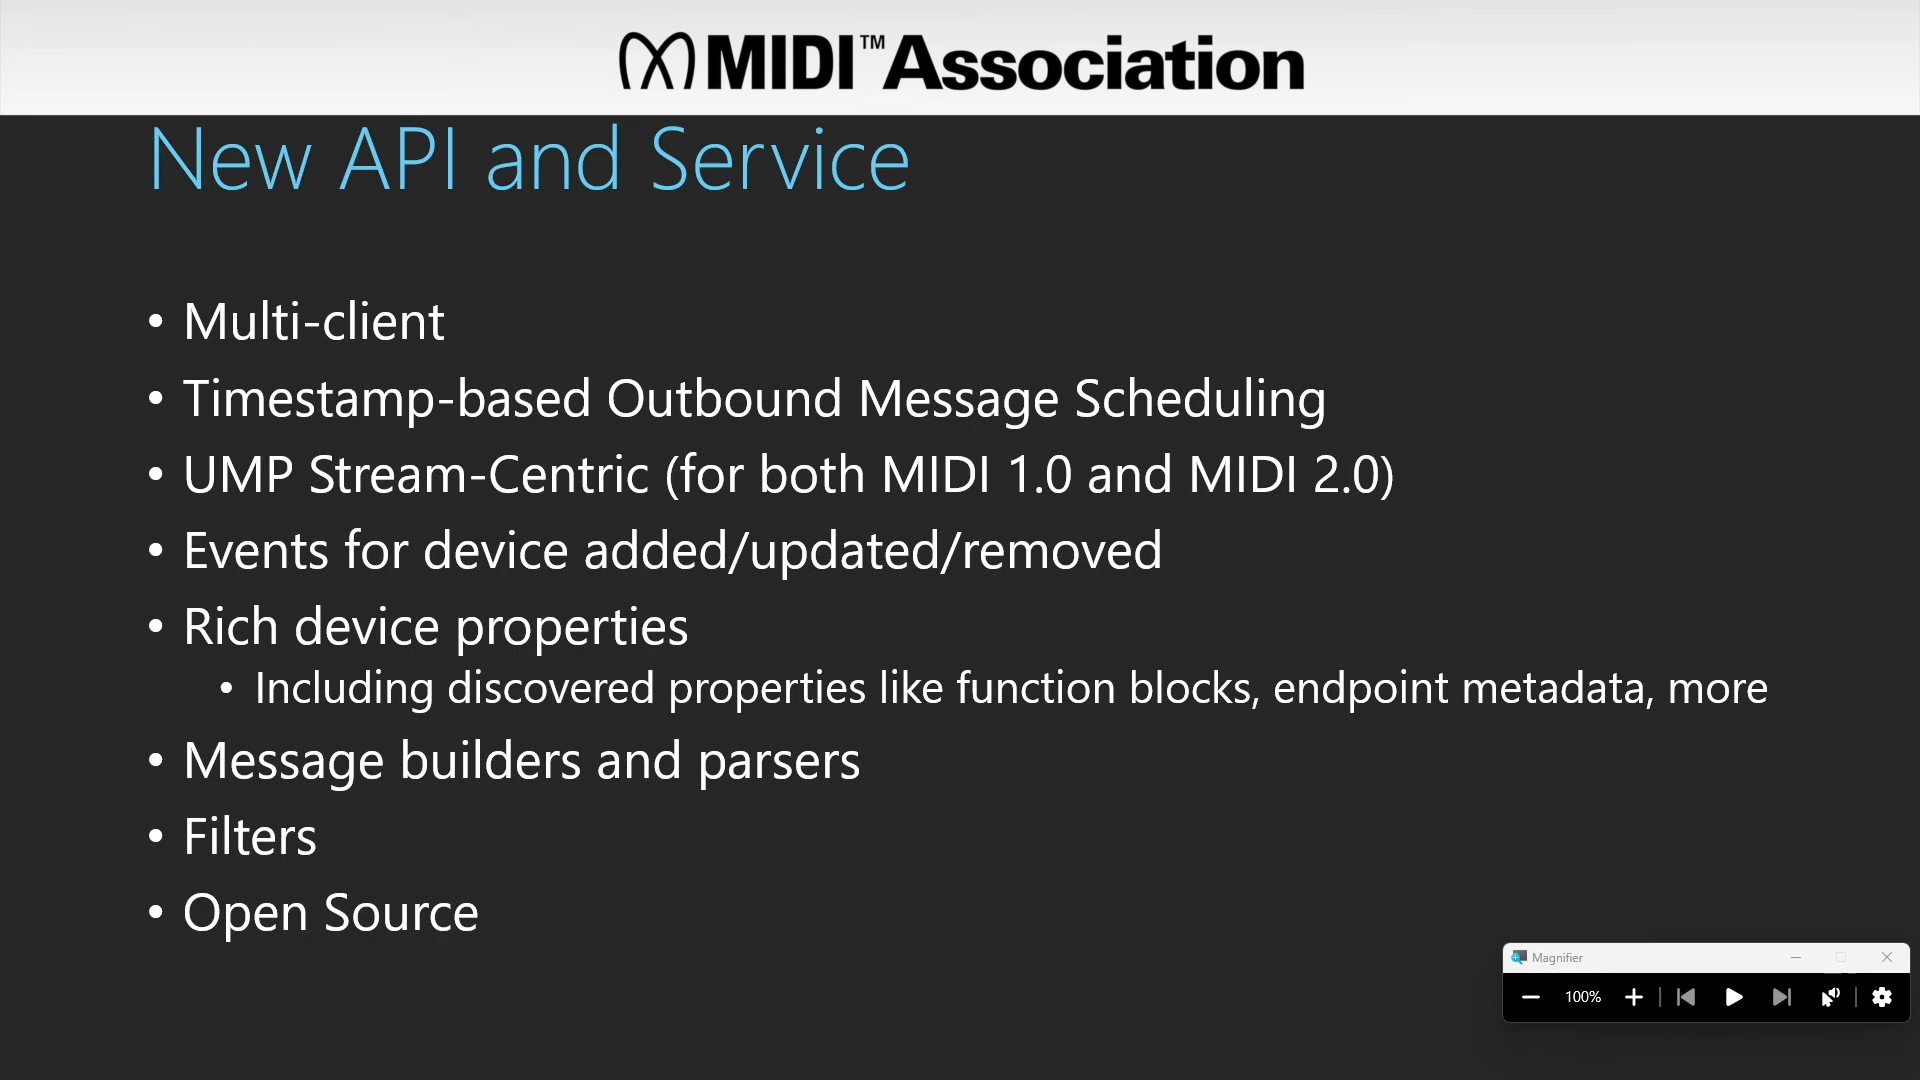 MIDI™Association
New API and Service
• Multi-client
• Timestamp-based Outbound Message Scheduling
• UMP Stream-Centric (for both MIDI 1.0 and MIDI 2.0)
• Events for device added/updated/removed
• Rich device properties
• Including discovered properties like function blocks, endpoint metadata, more
• Message builders and parsers
• Filters
• Open Source
Magnifier
100%